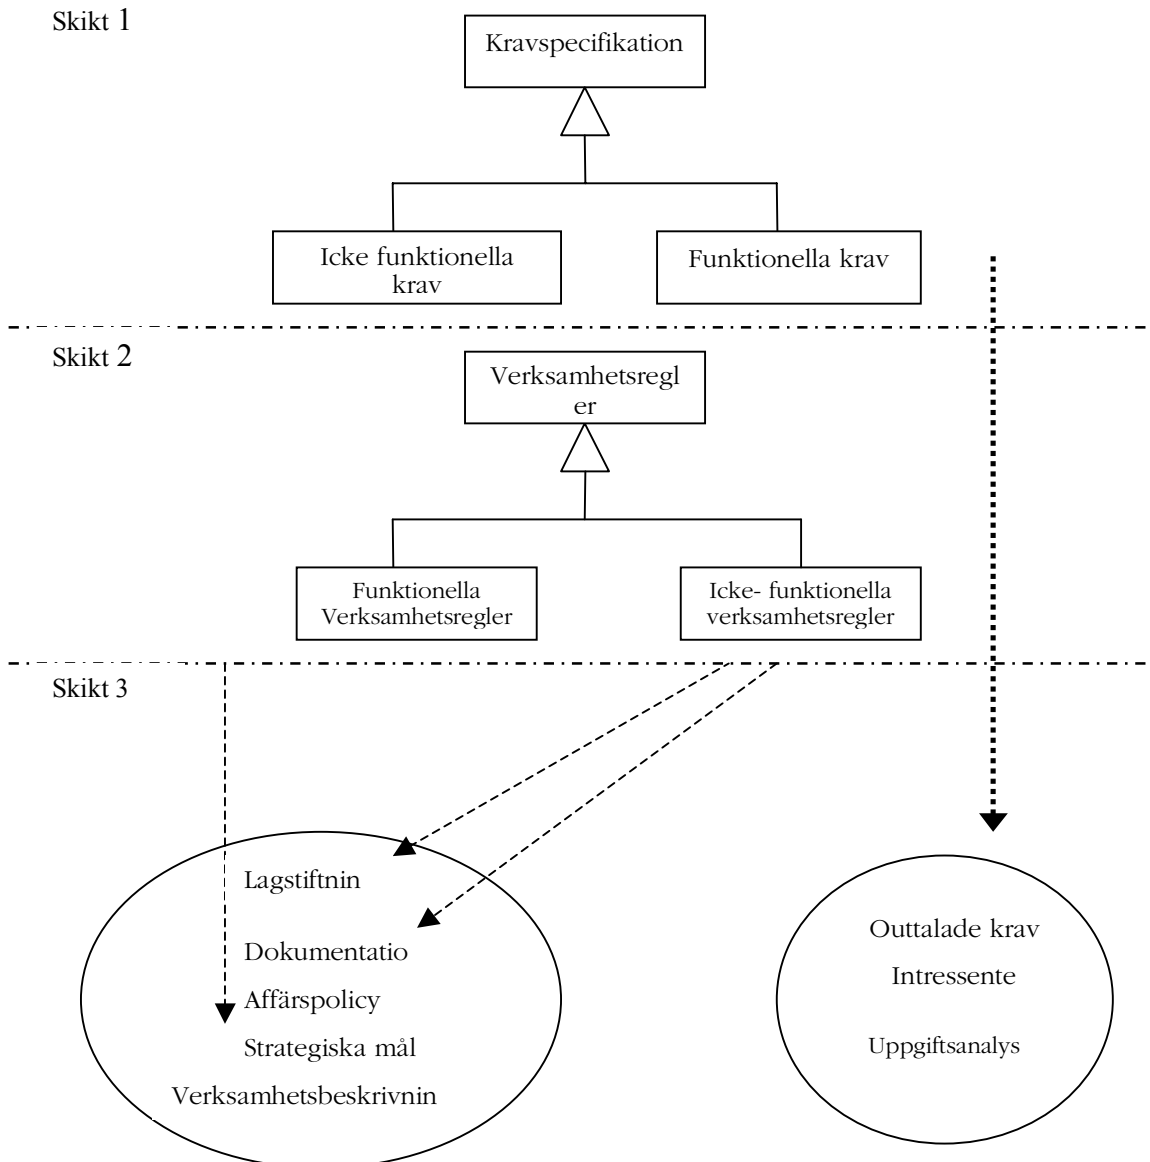 Skikt 1
Kravspecifikation
Icke funktionella
krav
Funktionella krav
Skikt 2
Verksamhetsregl
er
Funktionella
Verksamhetsregler
Icke- funktionella
verksamhetsregler
Skikt 3
Lagstiftnin
Dokumentatio
Affärspolicy
Strategiska mål
Verksamhetsbeskrivnin
Outtalade krav
Intressente
Uppgiftsanalys